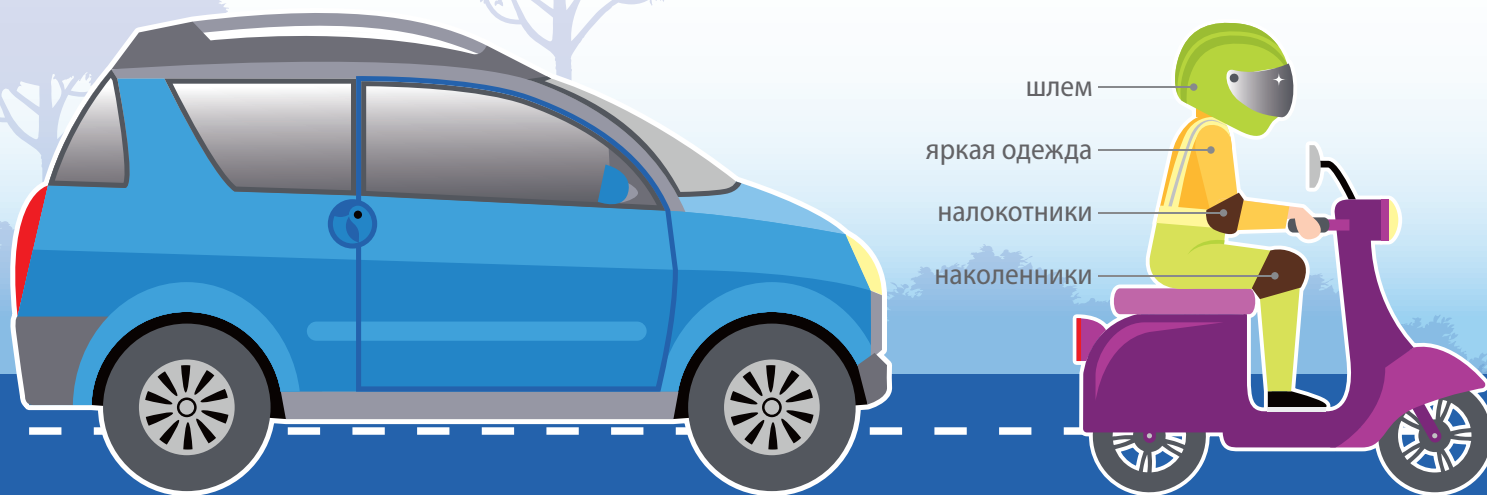 шлем
яркая одежда
налокотники
наколенники